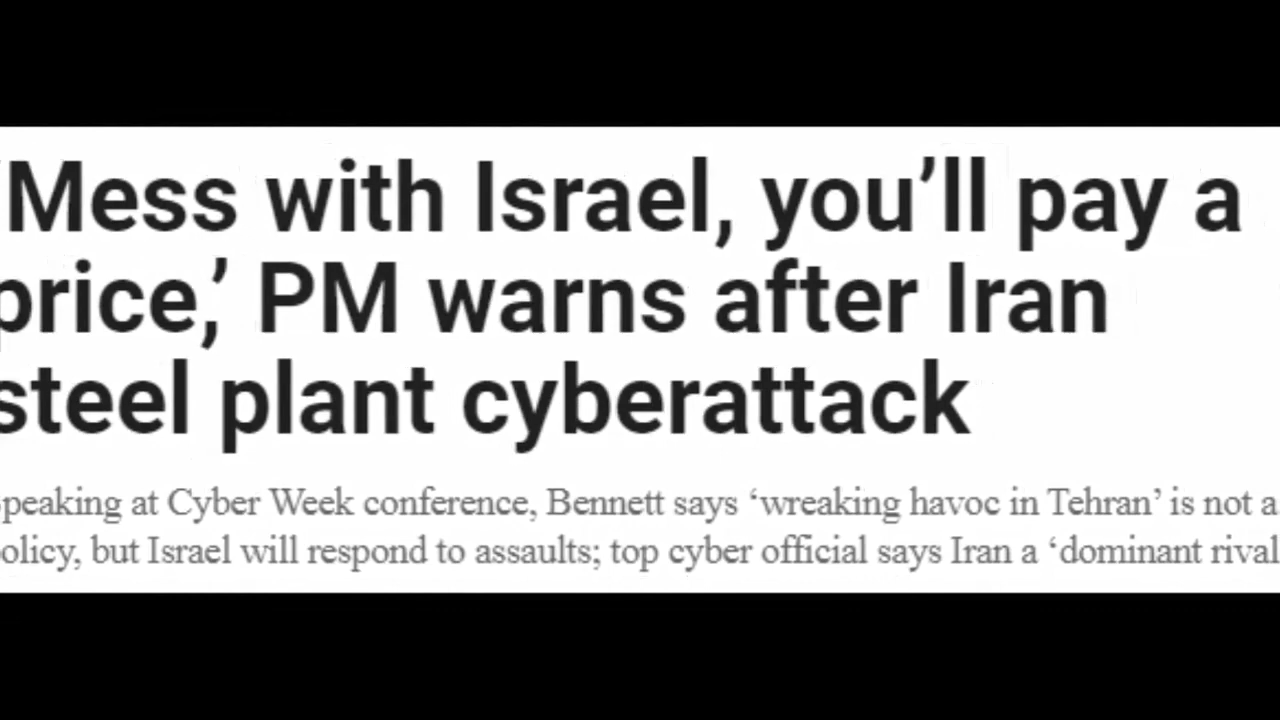 'Mess with Israel, you’ll pay a
price,’ PM warns after Iran
steel plant cyberattack
Speaking at Cyber Week conference, Bennett says ‘wreaking havoc in Tehran’ is not a
policy, but Israel will respond to assaults; top cyber official says Iran a ‘dominant rival